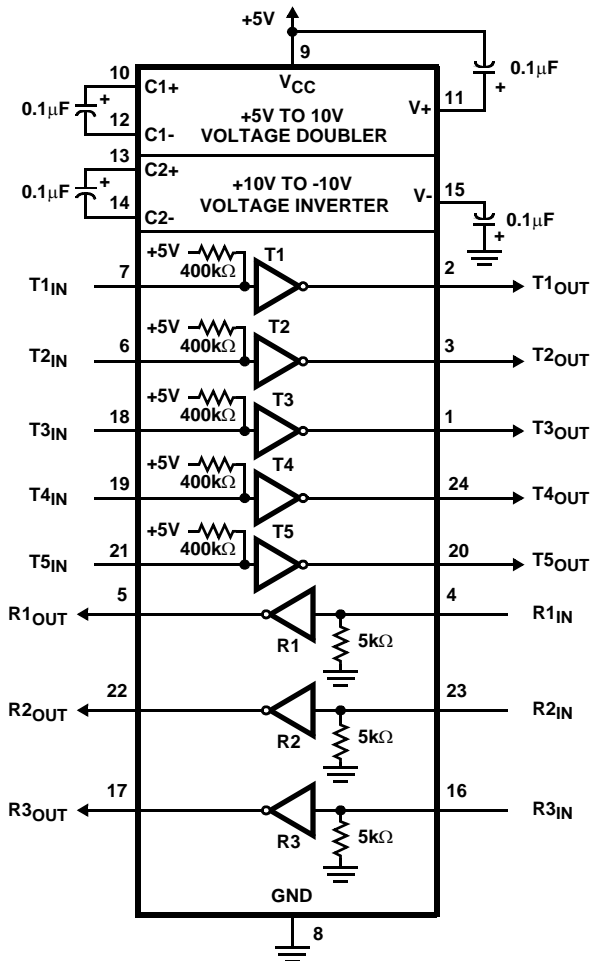 +5V
9
10
C1+
VCC
0.1µF
0.1µF
+
+
V+
11
+5V TO 10V
VOLTAGE DOUBLER
12
C1-
13
C2+
0.1µF
+
+10V TO -10V
VOLTAGE INVERTER
V-
15
14
C2-
0.1µF
+
+5V
400kΩ
T1
T1IN
7
2
T1OUT
+5V
400kΩ
T2
T2IN
6
3
T2OUT
+5V
400kΩ
T3
T3IN
18
1
T3OUT
+5V
400kΩ
T4
T4IN
19
24
T4OUT
+5V
400kΩ
T5
T5IN
21
20
T5OUT
R1OUT
5
4
R1IN
R1
5kΩ
R2OUT
22
23
R2IN
R2
5kΩ
R3OUT
17
16
R3IN
R3
5kΩ
GND
8